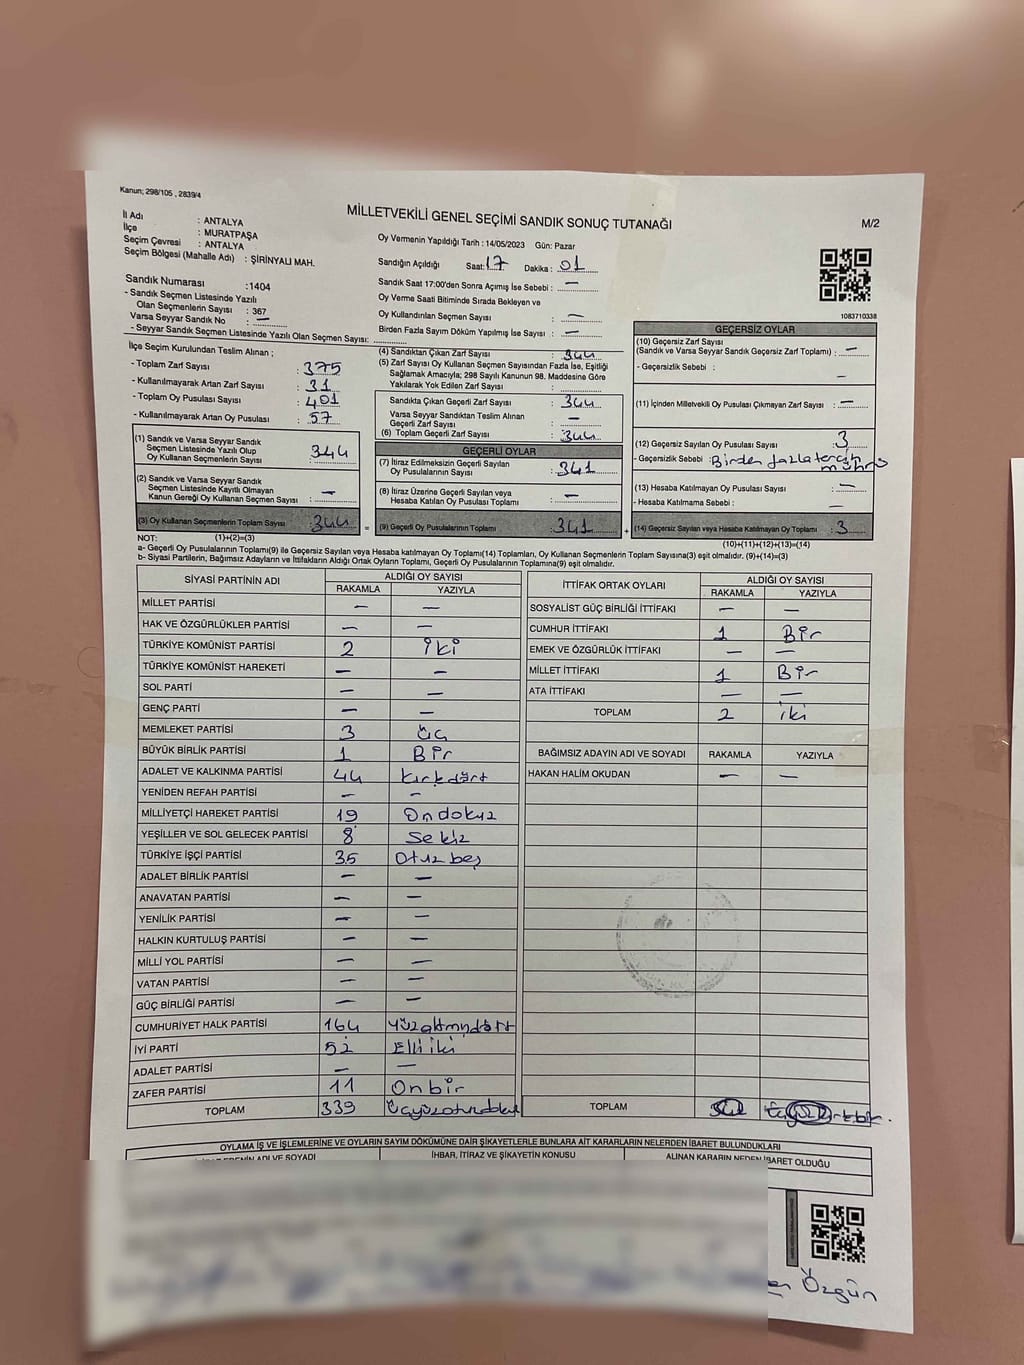 Kanun; 298/105 , 2839/4
MİLLETVEKİLİ GENEL SEÇİMİ SANDIK SONUÇ TUTANAĞI
M/2
İl Adı : ANTALYA
İlçe : MURATPAŞA
Seçim Çevresi : ANTALYA
Seçim Bölgesi (Mahalle Adı) : ŞİRİNYALI MAH.
Sandık Numarası :1404
- Sandık Seçmen Listesinde Yazılı
Olan Seçmenlerin Sayısı : 367
Varsa Seyyar Sandık No : —
- Seyyar Sandık Seçmen Listesinde Yazılı Olan Seçmen Sayısı:
Oy Vermenin Yapıldığı Tarih : 14/05/2023 Gün: Pazar
Sandığın Açıldığı Saat: 17 Dakika : 01
Sandık Saat 17:00'den Sonra Açımış İse Sebebi : —
Oy Verme Saati Bitiminde Sırada Bekleyen ve
Oy Kullandırılan Seçmen Sayısı : —
Birden Fazla Sayım Döküm Yapılmış İse Sayısı : —
1083710338
İlçe Seçim Kurulundan Teslim Alınan ;
- Toplam Zarf Sayısı : 375
- Kullanılmayarak Artan Zarf Sayısı : 31
- Toplam Oy Pusulası Sayısı : 401
- Kullanılmayarak Artan Oy Pusulası : 57
(1) Sandık ve Varsa Seyyar Sandık
Seçmen Listesinde Yazılı Olup
Oy Kullanan Seçmenlerin Sayısı : 344
(2) Sandık ve Varsa Seyyar Sandık
Seçmen Listesinde Kayıtlı Olmayan
Kanun Gereği Oy Kullanan Seçmen Sayısı : —
(3) Oy Kullanan Seçmenlerin Toplam Sayısı : 344 =
(4) Sandıktan Çıkan Zarf Sayısı : 344
(5) Zarf Sayısı Oy Kullanan Seçmen Sayısından Fazla İse, Eşitliği
Sağlamak Amacıyla; 298 Sayılı Kanunun 98. Maddesine Göre
Yakılarak Yok Edilen Zarf Sayısı :
Sandıkta Çıkan Geçerli Zarf Sayısı : 344
Varsa Seyyar Sandıktan Teslim Alınan
Geçerli Zarf Sayısı : —
(6) Toplam Geçerli Zarf Sayısı : 344
GEÇERLİ OYLAR
(7) İtiraz Edilmeksizin Geçerli Sayılan
Oy Pusulalarının Sayısı : 341
(8) İtiraz Üzerine Geçerli Sayılan veya
Hesaba Katılan Oy Pusulası Toplamı : —
(9) Geçerli Oy Pusulalarının Toplamı : 341 +
GEÇERSİZ OYLAR
(10) Geçersiz Zarf Sayısı
(Sandık ve Varsa Seyyar Sandık Geçersiz Zarf Toplamı) : —
- Geçersizlik Sebebi : —
(11) İçinden Milletvekili Oy Pusulası Çıkmayan Zarf Sayısı : —
(12) Geçersiz Sayılan Oy Pusulası Sayısı : 3
- Geçersizlik Sebebi : Birden fazla tercih
mührü
(13) Hesaba Katılmayan Oy Pusulası Sayısı : —
- Hesaba Katılmama Sebebi : —
(14) Geçersiz Sayılan veya Hesaba Katılmayan Oy Toplamı : 3
NOT: (1)+(2)=(3)
(10)+(11)+(12)+(13)=(14)
a- Geçerli Oy Pusulalarının Toplamı(9) ile Geçersiz Sayılan veya Hesaba katılmayan Oy Toplamı(14) Toplamları, Oy Kullanan Seçmenlerin Toplam Sayısına(3) eşit olmalıdır. (9)+(14)=(3)
b- Siyasi Partilerin, Bağımsız Adayların ve İttifakların Aldığı Ortak Oyların Toplamı, Geçerli Oy Pusulalarının Toplamına(9) eşit olmalıdır.
SİYASİ PARTİNİN ADI ALDIĞI OY SAYISI
RAKAMLA YAZIYLA
MİLLET PARTİSİ — —
HAK VE ÖZGÜRLÜKLER PARTİSİ — —
TÜRKİYE KOMÜNİST PARTİSİ 2 iki
TÜRKİYE KOMÜNİST HAREKETİ — —
SOL PARTİ — —
GENÇ PARTİ — —
MEMLEKET PARTİSİ 3 Üç
BÜYÜK BİRLİK PARTİSİ 1 Bir
ADALET VE KALKINMA PARTİSİ 44 kırkdört
YENİDEN REFAH PARTİSİ — —
MİLLİYETÇİ HAREKET PARTİSİ 19 Ondokuz
YEŞİLLER VE SOL GELECEK PARTİSİ 8 Sekiz
TÜRKİYE İŞÇİ PARTİSİ 35 Otuzbeş
ADALET BİRLİK PARTİSİ — —
ANAVATAN PARTİSİ — —
YENİLİK PARTİSİ — —
HALKIN KURTULUŞ PARTİSİ — —
MİLLİ YOL PARTİSİ — —
VATAN PARTİSİ — —
GÜÇ BİRLİĞİ PARTİSİ — —
CUMHURİYET HALK PARTİSİ 164 Yüzaltmışdört
İYİ PARTİ 52 Elli iki
ADALET PARTİSİ — —
ZAFER PARTİSİ 11 Onbir
TOPLAM 339 Üçyüzotuzdokuz
İTTİFAK ORTAK OYLARI ALDIĞI OY SAYISI
RAKAMLA YAZIYLA
SOSYALİST GÜÇ BİRLİĞİ İTTİFAKI — —
CUMHUR İTTİFAKI 1 Bir
EMEK VE ÖZGÜRLÜK İTTİFAKI — —
MİLLET İTTİFAKI 1 Bir
ATA İTTİFAKI — —
TOPLAM 2 iki
BAĞIMSIZ ADAYIN ADI VE SOYADI RAKAMLA YAZIYLA
HAKAN HALİM OKUDAN — —
TOPLAM
OYLAMA İŞ VE İŞLEMLERİNE VE OYLARIN SAYIM DÖKÜMÜNE DAİR ŞİKAYETLERLE BUNLARA AİT KARARLARIN NELERDEN İBARET BULUNDUKLARI
ADI VE SOYADI İHBAR, İTİRAZ VE ŞİKAYETİN KONUSU ALINAN KARARIN NEDEN İBARET OLDUĞU
Özgün